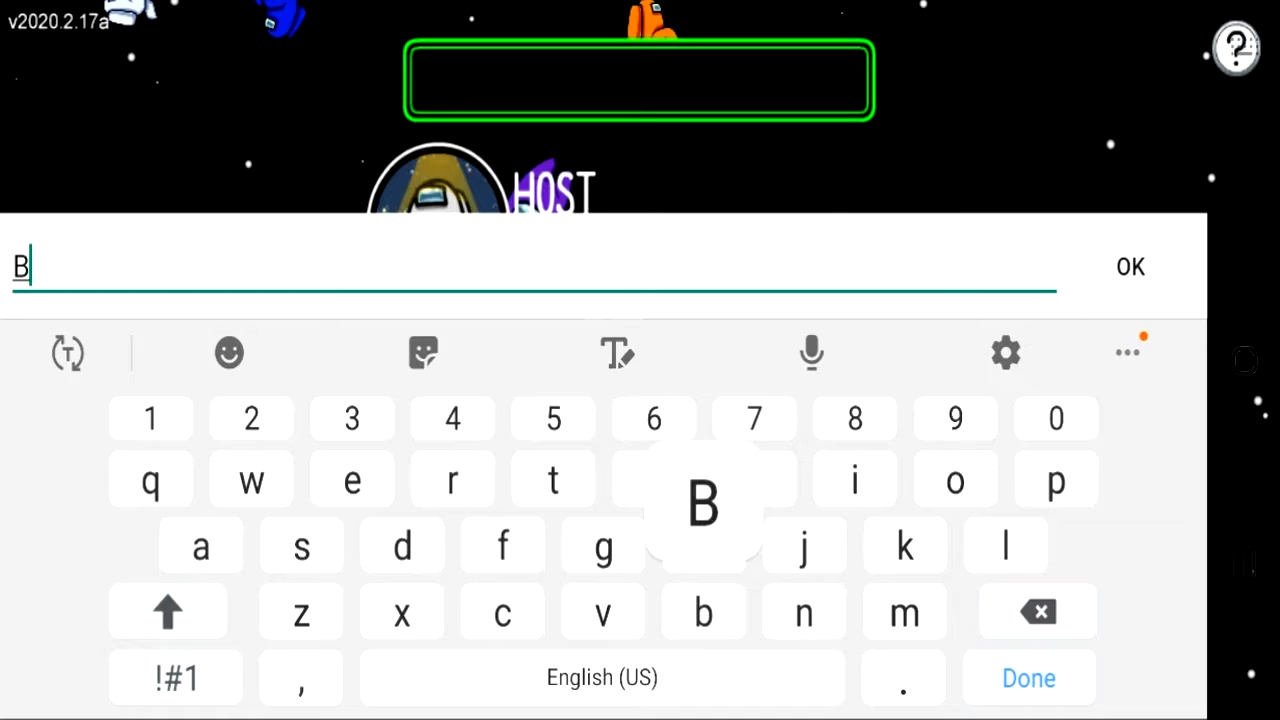 v2020.2.17a
?
HOST
B
OK
T
1 2 3 4 5 6 7 8 9 0
q w e r t B i o p
a s d f g j k l
z x c v b n m
!#1 , English (US) . Done